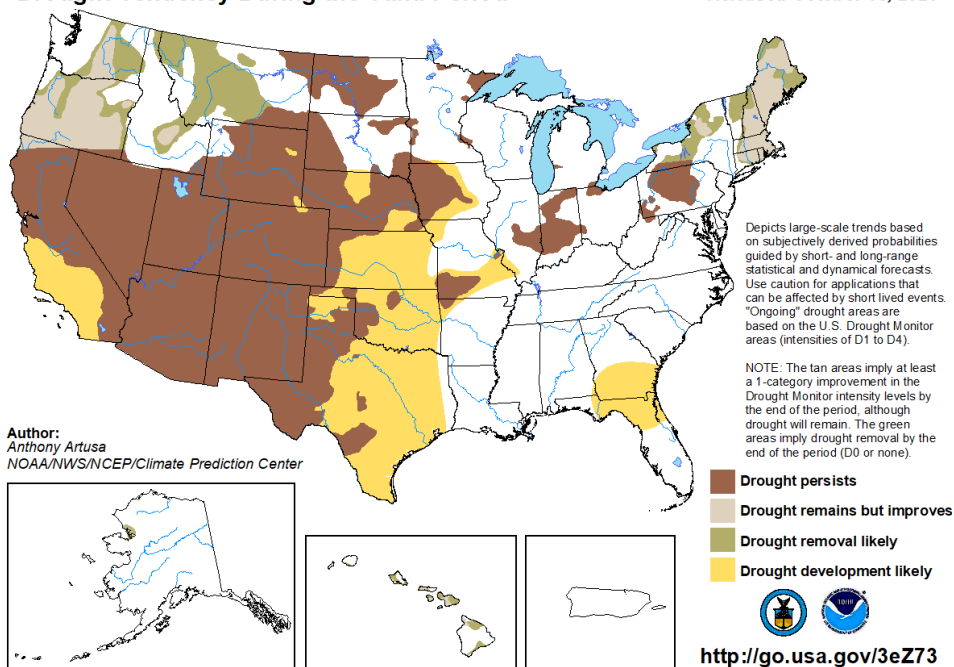 Depicts large-scale trends based
on subjectively derived probabilities
guided by short- and long-range
statistical and dynamical forecasts.
Use caution for applications that
can be affected by short lived events.
"Ongoing" drought areas are
based on the U.S. Drought Monitor
areas (intensities of D1 to D4).
NOTE: The tan areas imply at least
a 1-category improvement in the
Drought Monitor intensity levels by
the end of the period, although
drought will remain. The green
areas imply drought removal by the
end of the period (D0 or none).
Author:
Anthony Artusa
NOAA/NWS/NCEP/Climate Prediction Center
Drought persists
Drought remains but improves
Drought removal likely
Drought development likely
http://go.usa.gov/3eZ73